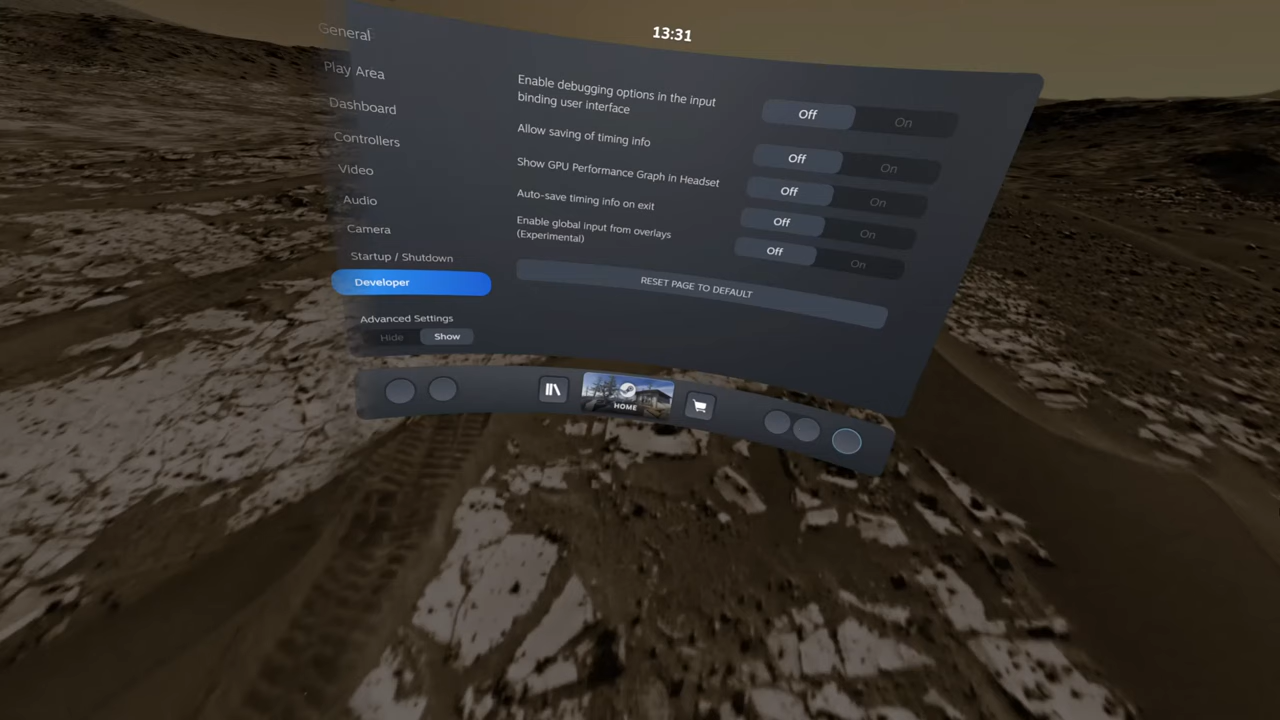 13:31
General
Play Area
Dashboard
Controllers
Video
Audio
Camera
Startup / Shutdown
Developer
Advanced Settings
Hide Show
Enable debugging options in the input
binding user interface
Off On
Allow saving of timing info
Off On
Show GPU Performance Graph in Headset
Off On
Auto-save timing info on exit
Off On
Enable global input from overlays
(Experimental)
Off On
RESET PAGE TO DEFAULT
HOME